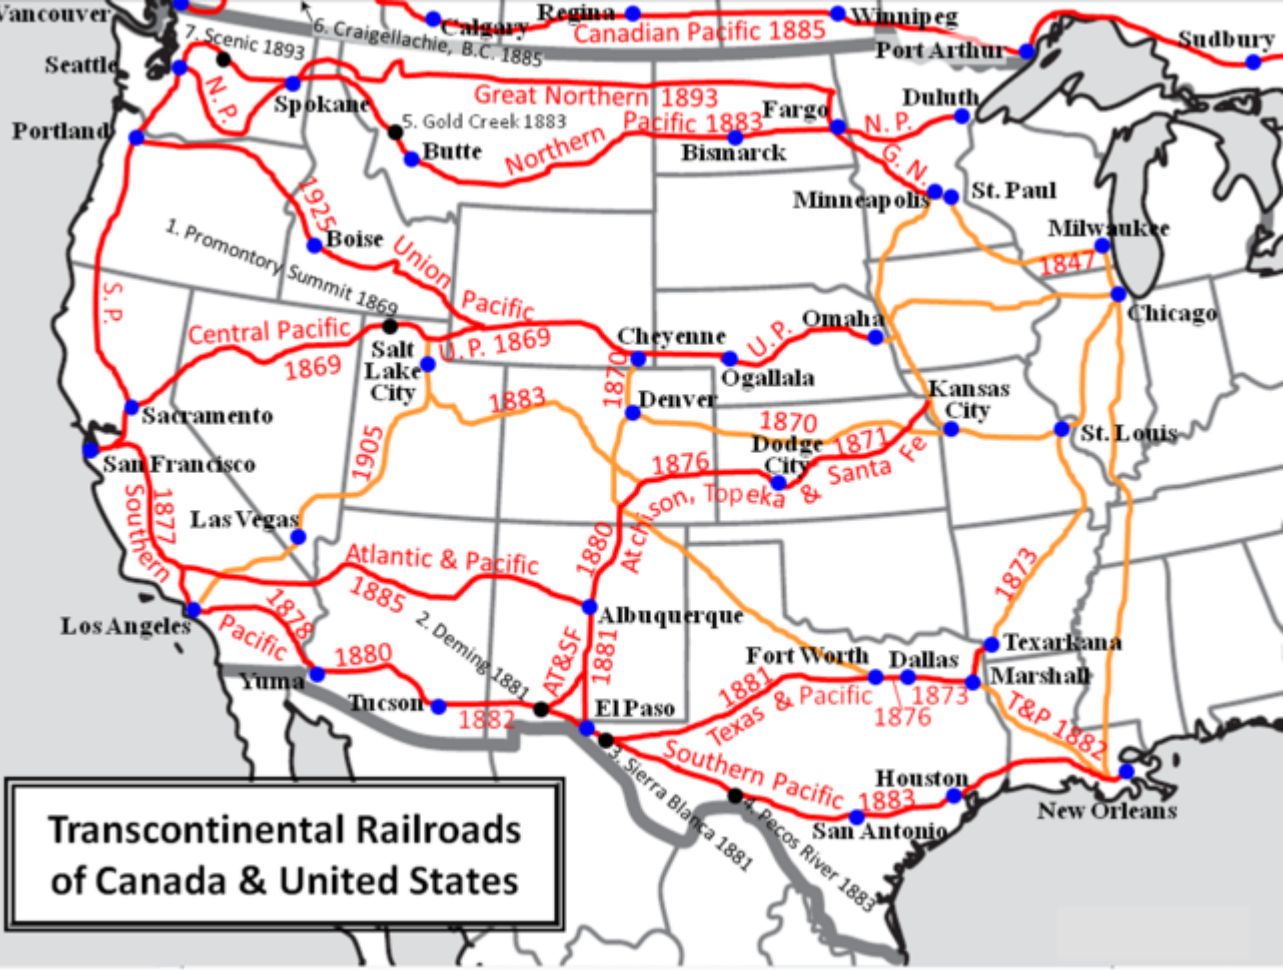 Vancouver
Calgary
Regina
Canadian Pacific 1885
Winnipeg
Port Arthur
Sudbury
7. Scenic 1893
6. Craigellachie, B.C. 1885
Seattle
N. P.
Spokane
Great Northern 1893
Fargo
Duluth
N. P.
Portland
5. Gold Creek 1883
Butte
Northern Pacific 1883
Bismarck
G. N.
Minneapolis
St. Paul
Milwaukee
1847
Chicago
1925
Boise
1. Promontory Summit 1869
Union Pacific
S. P.
Central Pacific
1869
Salt
Lake
City
U.P. 1869
Cheyenne
U. P.
Omaha
Ogallala
1870
Denver
Kansas
City
Sacramento
1883
1870
Dodge
City
1871
St. Louis
San Francisco
1905
1876
Atchison, Topeka & Santa Fe
Southern
1877
Las Vegas
Atlantic & Pacific
1885
1880
1873
Los Angeles
Pacific
1878
2. Deming 1881
Albuquerque
AT&SF
1881
Texarkana
Fort Worth
Dallas
Marshall
Yuma
1880
Tucson
1882
El Paso
1881
Texas & Pacific
1876
1873
T&P 1882
3. Sierra Blanca 1881
Southern Pacific
Houston
4. Pecos River 1883
1883
San Antonio
New Orleans
Transcontinental Railroads
of Canada & United States